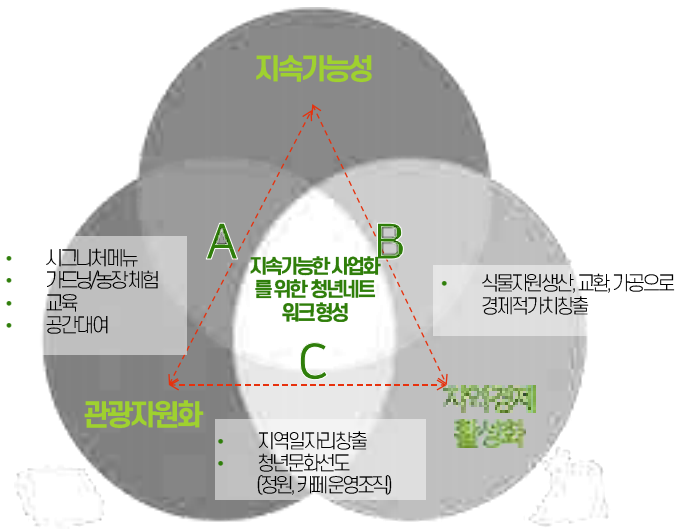 지속가능성
A
B
지속가능한 사업화
를 위한 청년네트
워크 형성
C
• 시그니처메뉴
• 가드닝/농장체험
• 교육
• 공간대여
• 식물자원생산, 교환, 가공으로
경제적가치창출
관광자원화
지역경제
활성화
• 지역일자리창출
• 청년문화선도
(정원, 카페운영조직)